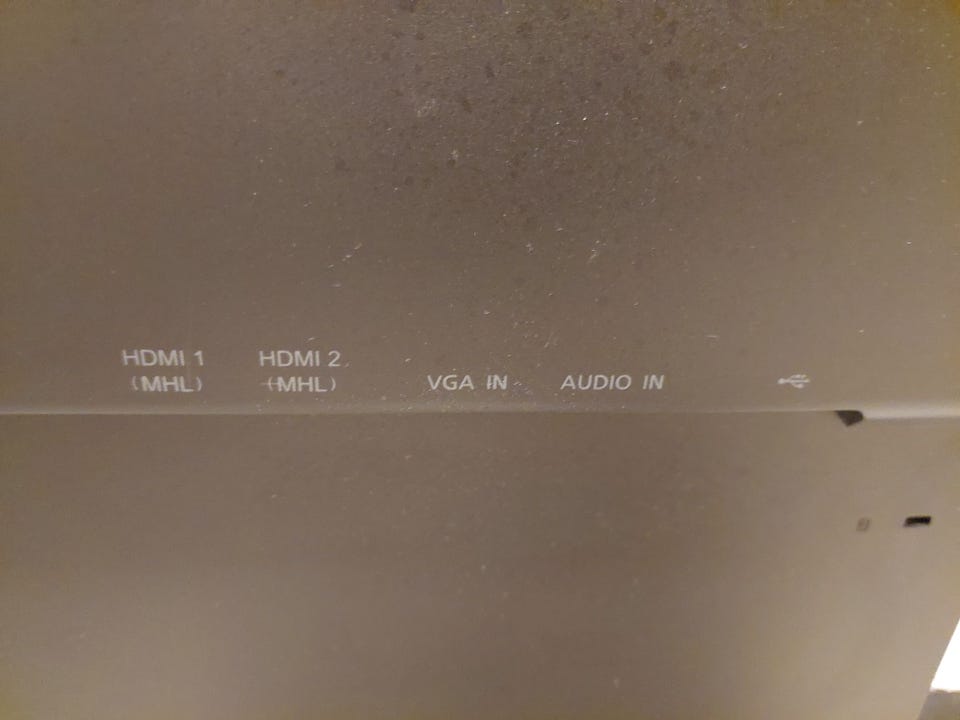 HDMI 1
(MHL)
HDMI 2
(MHL)
VGA IN
AUDIO IN